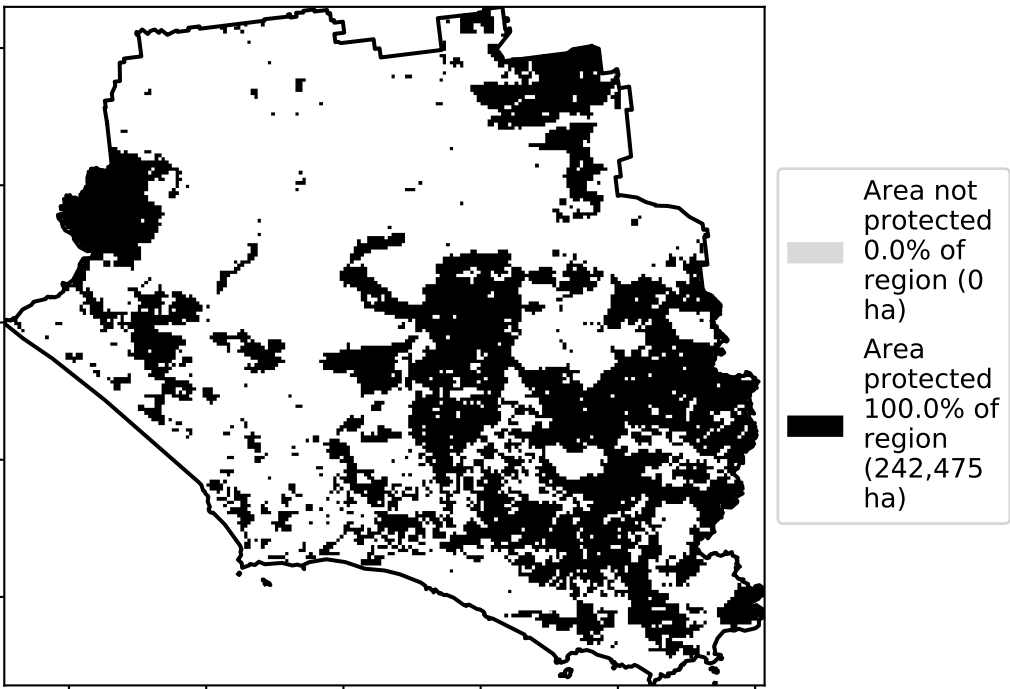 Area not
protected
0.0% of
region (0
ha)
Area
protected
100.0% of
region
(242,475
ha)